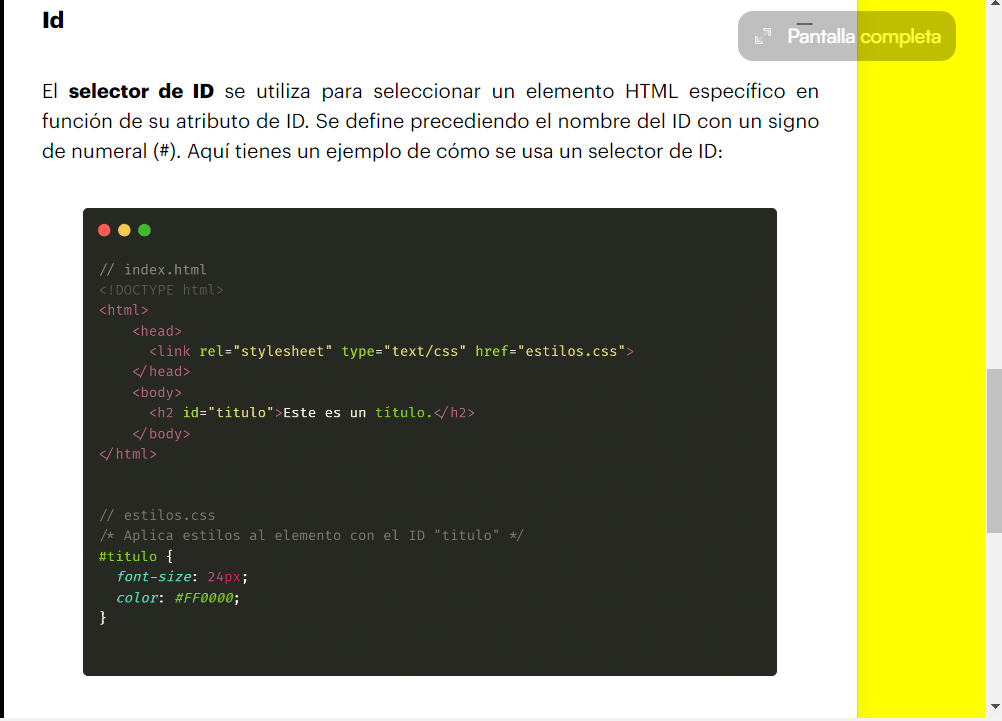 Id
Pantalla completa
El selector de ID se utiliza para seleccionar un elemento HTML específico en
función de su atributo de ID. Se define precediendo el nombre del ID con un signo
de numeral (#). Aquí tienes un ejemplo de cómo se usa un selector de ID:
// index.html
<!DOCTYPE html>
<html>
    <head>
      <link rel="stylesheet" type="text/css" href="estilos.css">
    </head>
    <body>
      <h2 id="titulo">Este es un título.</h2>
    </body>
</html>
// estilos.css
/* Aplica estilos al elemento con el ID "titulo" */
#titulo {
  font-size: 24px;
  color: #FF0000;
}